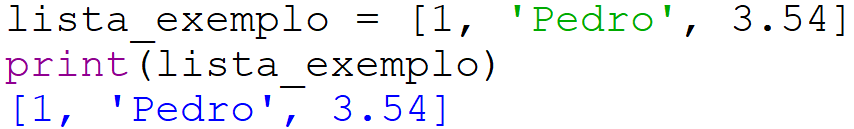 lista_exemplo = [1, 'Pedro', 3.54]
print(lista_exemplo)
[1, 'Pedro', 3.54]